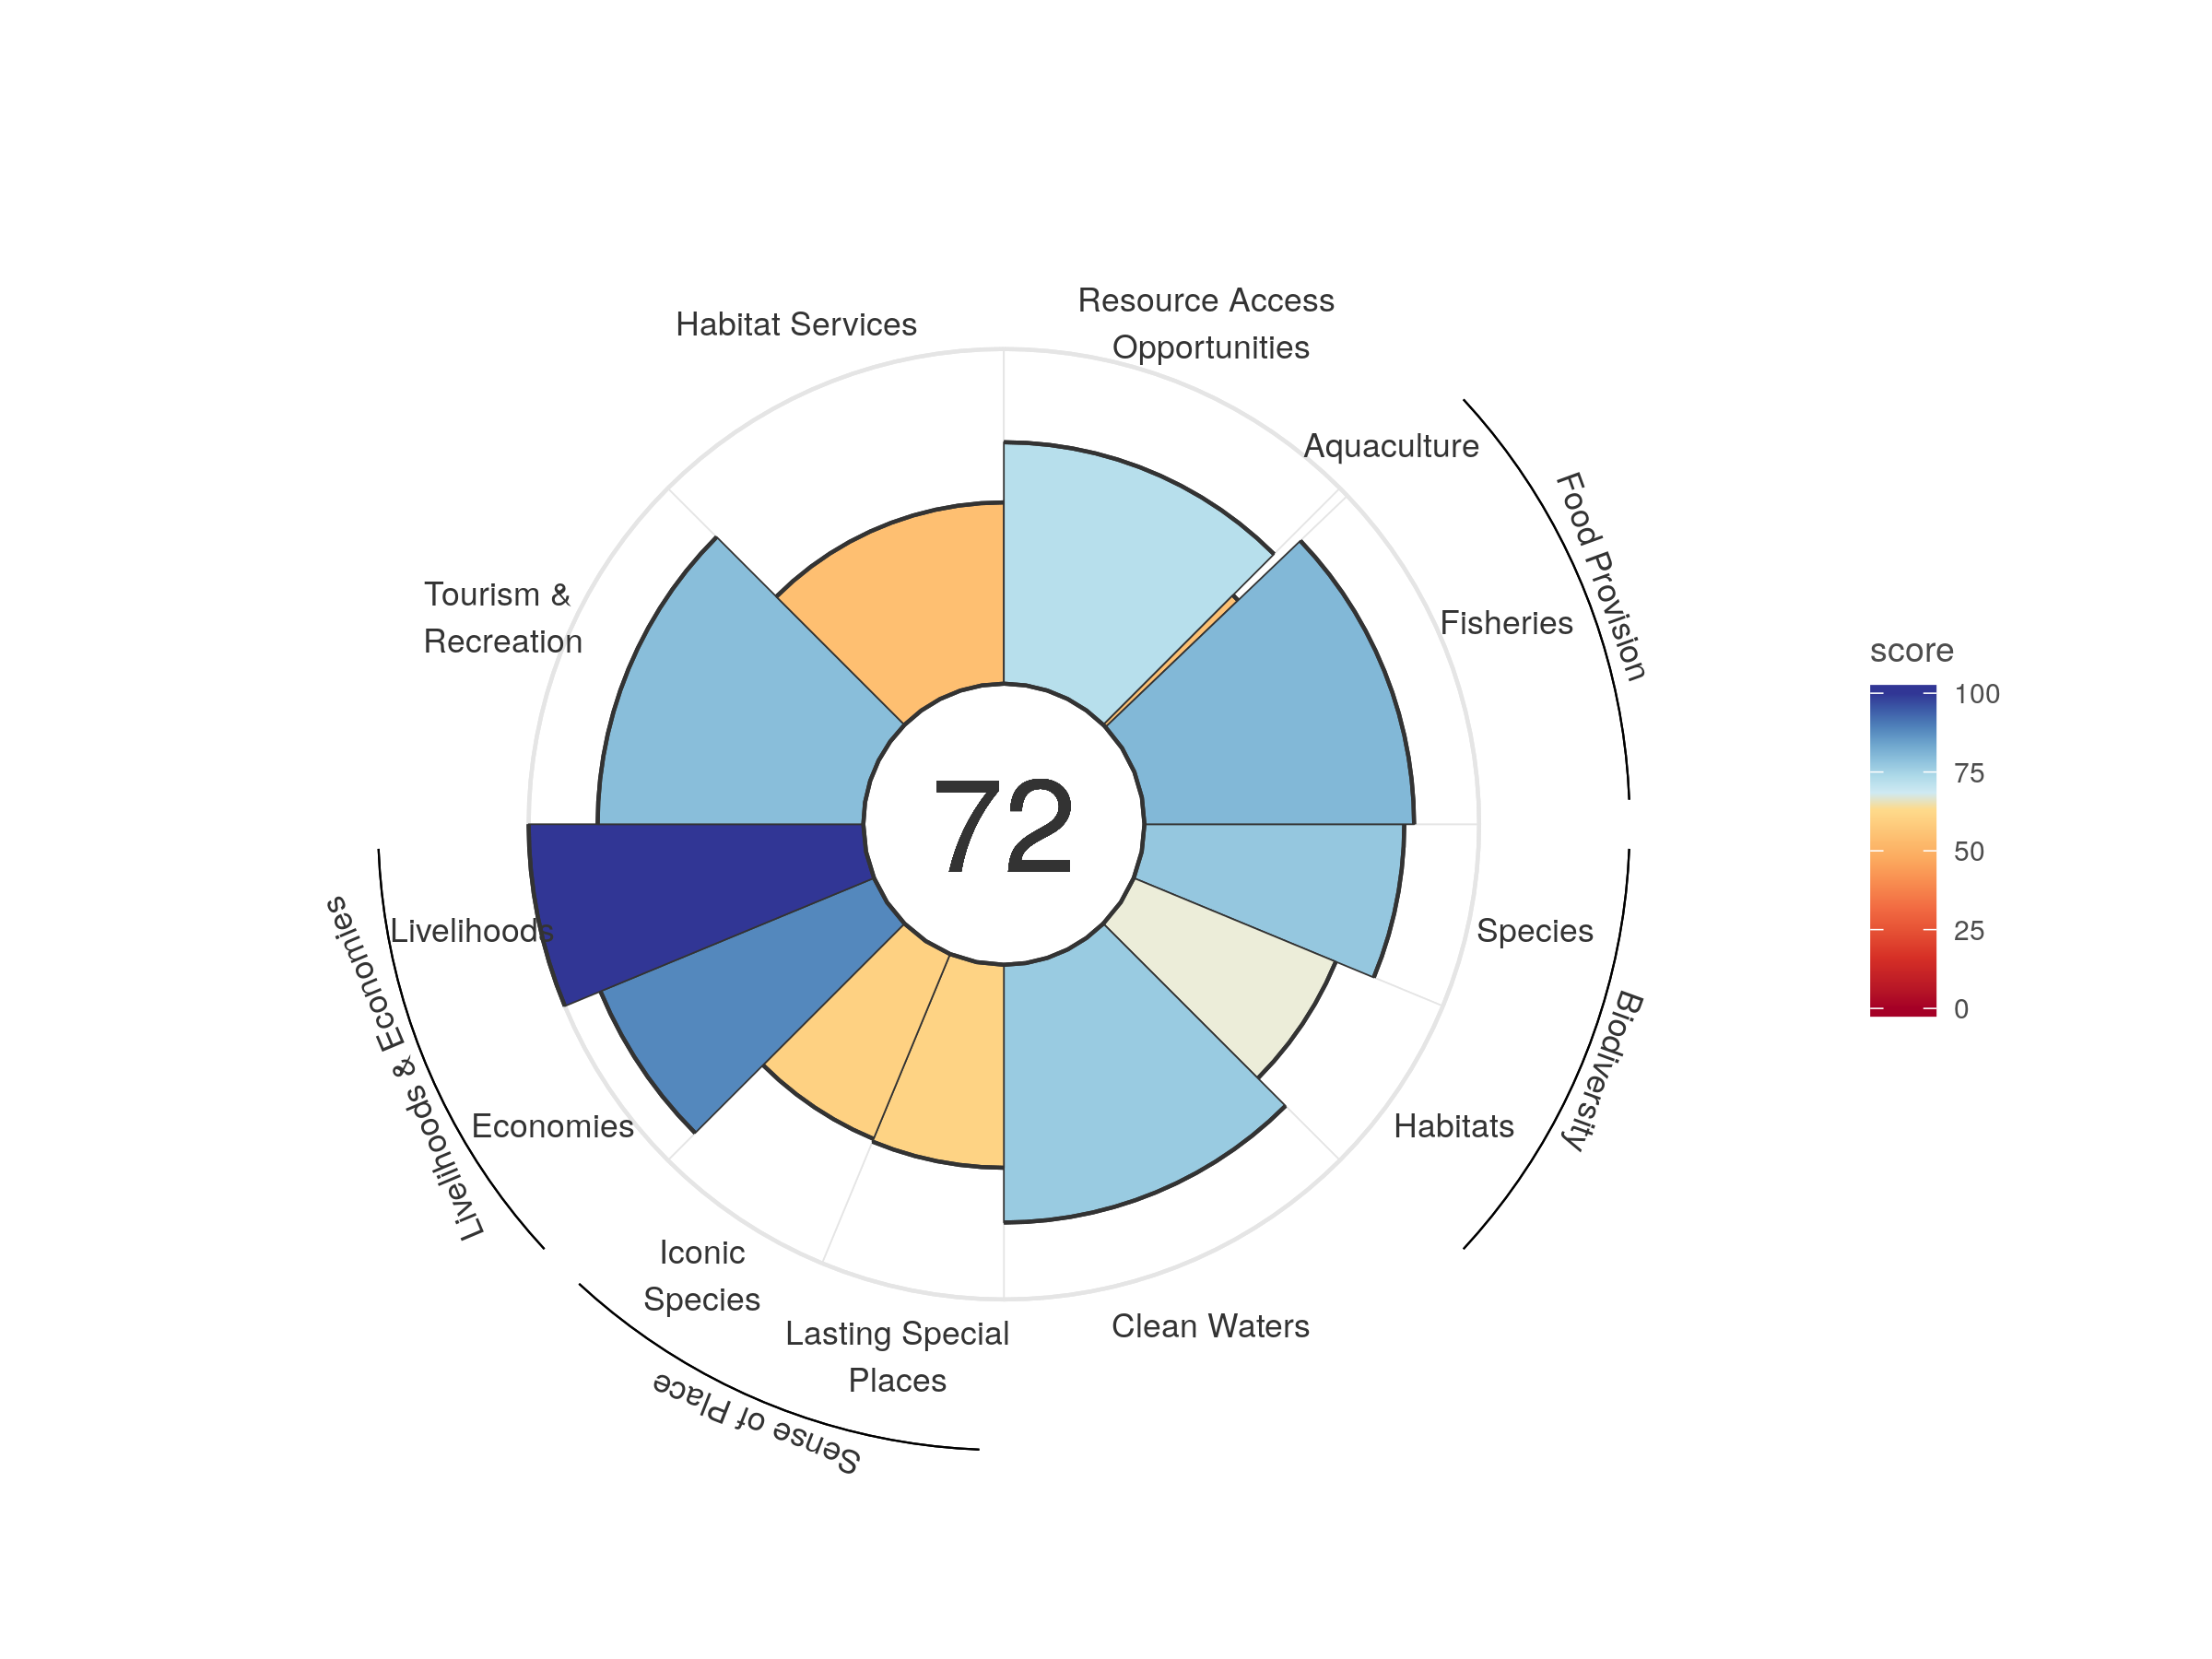 Resource Access
Opportunities
Habitat Services
Aquaculture
Food Provision
Tourism &
Recreation
Fisheries
score
100
75
50
25
0
72
Livelihoods
Species
Livelihoods & Economies
Biodiversity
Economies
Habitats
Iconic
Species
Lasting Special
Places
Clean Waters
Sense of Place